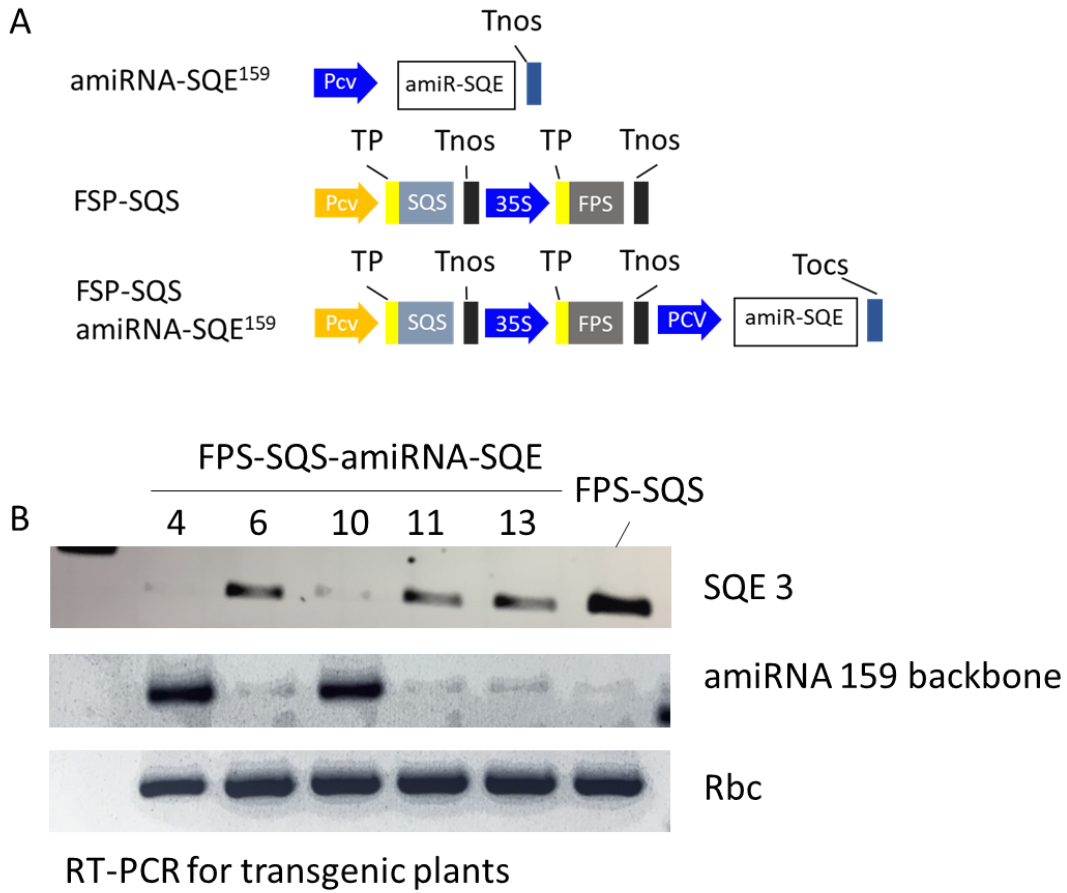 A
Tnos
amiRNA-SQE159
Pcv
amiR-SQE
TP Tnos TP Tnos
FSP-SQS
Pcv SQS 35S FPS
TP Tnos TP Tnos Tocs
FSP-SQS
amiRNA-SQE159
Pcv SQS 35S FPS PCV amiR-SQE
FPS-SQS-amiRNA-SQE
FPS-SQS
B
4 6 10 11 13
SQE 3
amiRNA 159 backbone
Rbc
RT-PCR for transgenic plants